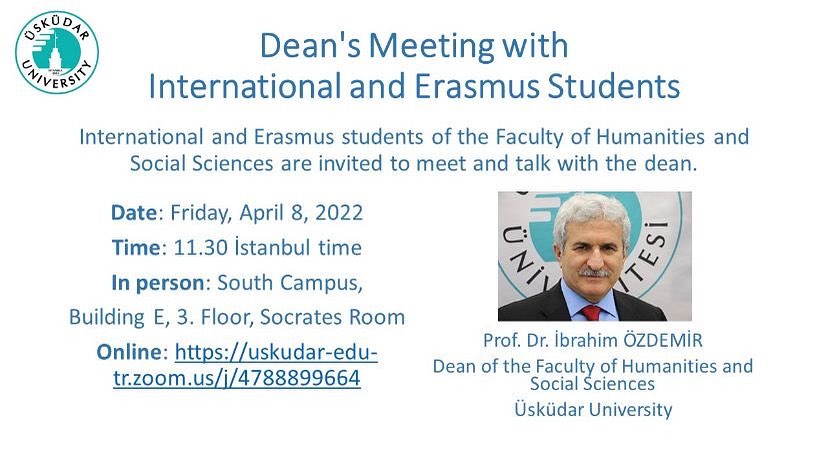 ÜSKÜDAR
UNIVERSITY
Dean's Meeting with
International and Erasmus Students
International and Erasmus students of the Faculty of Humanities and
Social Sciences are invited to meet and talk with the dean.
Date: Friday, April 8, 2022
Time: 11.30 İstanbul time
In person: South Campus,
Building E, 3. Floor, Socrates Room
Online: https://uskudar-edu-
tr.zoom.us/j/4788899664
Prof. Dr. İbrahim ÖZDEMİR
Dean of the Faculty of Humanities and
Social Sciences
Üsküdar University